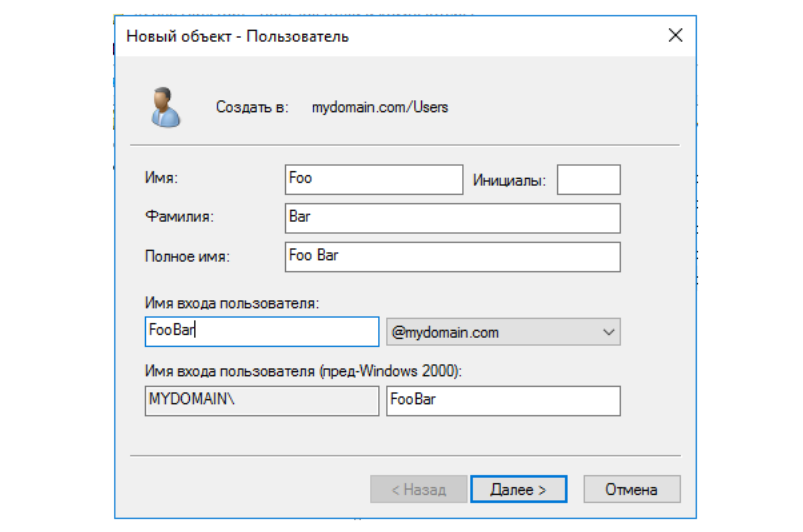 Новый объект - Пользователь
Создать в: mydomain.com/Users
Имя: Foo Инициалы:
Фамилия: Bar
Полное имя: Foo Bar
Имя входа пользователя:
FooBar @mydomain.com
Имя входа пользователя (пред-Windows 2000):
MYDOMAIN\ FooBar
< Назад Далее > Отмена